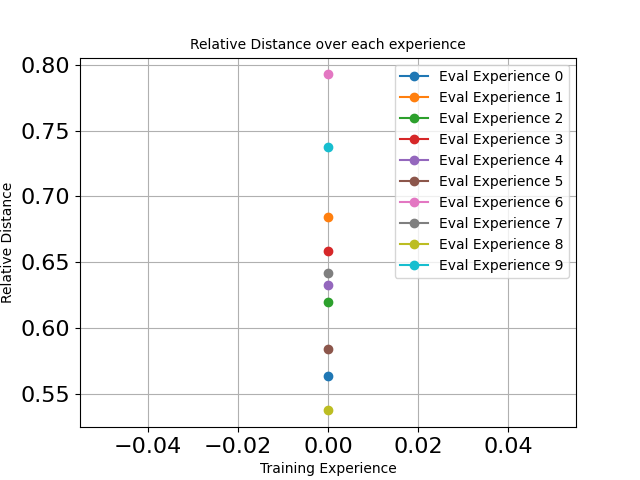 Relative Distance over each experience
Relative Distance
0.80
0.75
0.70
0.65
0.60
0.55
Eval Experience 0
Eval Experience 1
Eval Experience 2
Eval Experience 3
Eval Experience 4
Eval Experience 5
Eval Experience 6
Eval Experience 7
Eval Experience 8
Eval Experience 9
−0.04 −0.02 0.00 0.02 0.04
Training Experience